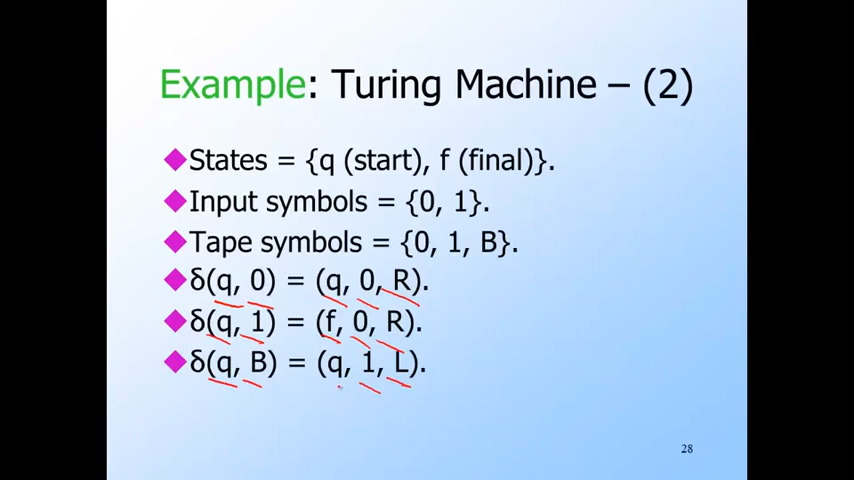 Example: Turing Machine – (2)
◆States = {q (start), f (final)}.
◆Input symbols = {0, 1}.
◆Tape symbols = {0, 1, B}.
◆δ(q, 0) = (q, 0, R).
◆δ(q, 1) = (f, 0, R).
◆δ(q, B) = (q, 1, L).
28